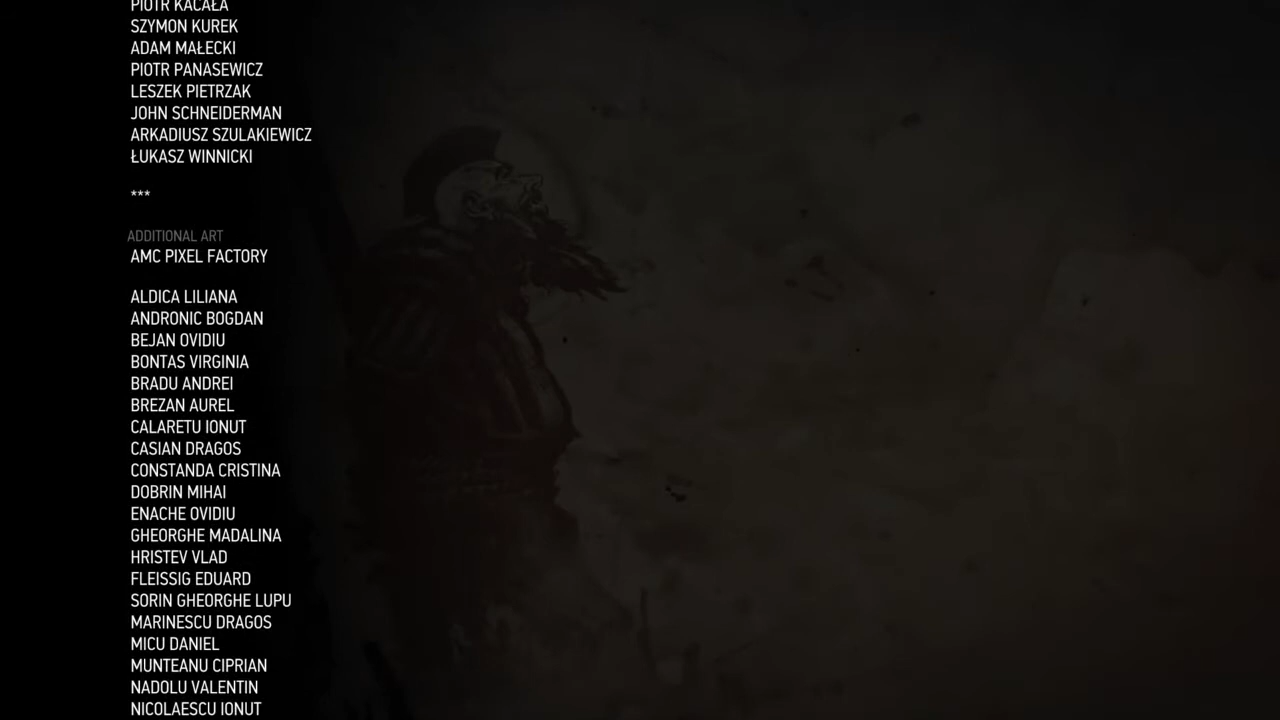 PIOTR KACAŁA
SZYMON KUREK
ADAM MAŁECKI
PIOTR PANASEWICZ
LESZEK PIETRZAK
JOHN SCHNEIDERMAN
ARKADIUSZ SZULAKIEWICZ
ŁUKASZ WINNICKI
***
ADDITIONAL ART
AMC PIXEL FACTORY
ALDICA LILIANA
ANDRONIC BOGDAN
BEJAN OVIDIU
BONTAS VIRGINIA
BRADU ANDREI
BREZAN AUREL
CALARETU IONUT
CASIAN DRAGOS
CONSTANDA CRISTINA
DOBRIN MIHAI
ENACHE OVIDIU
GHEORGHE MADALINA
HRISTEV VLAD
FLEISSIG EDUARD
SORIN GHEORGHE LUPU
MARINESCU DRAGOS
MICU DANIEL
MUNTEANU CIPRIAN
NADOLU VALENTIN
NICOLAESCU IONUT